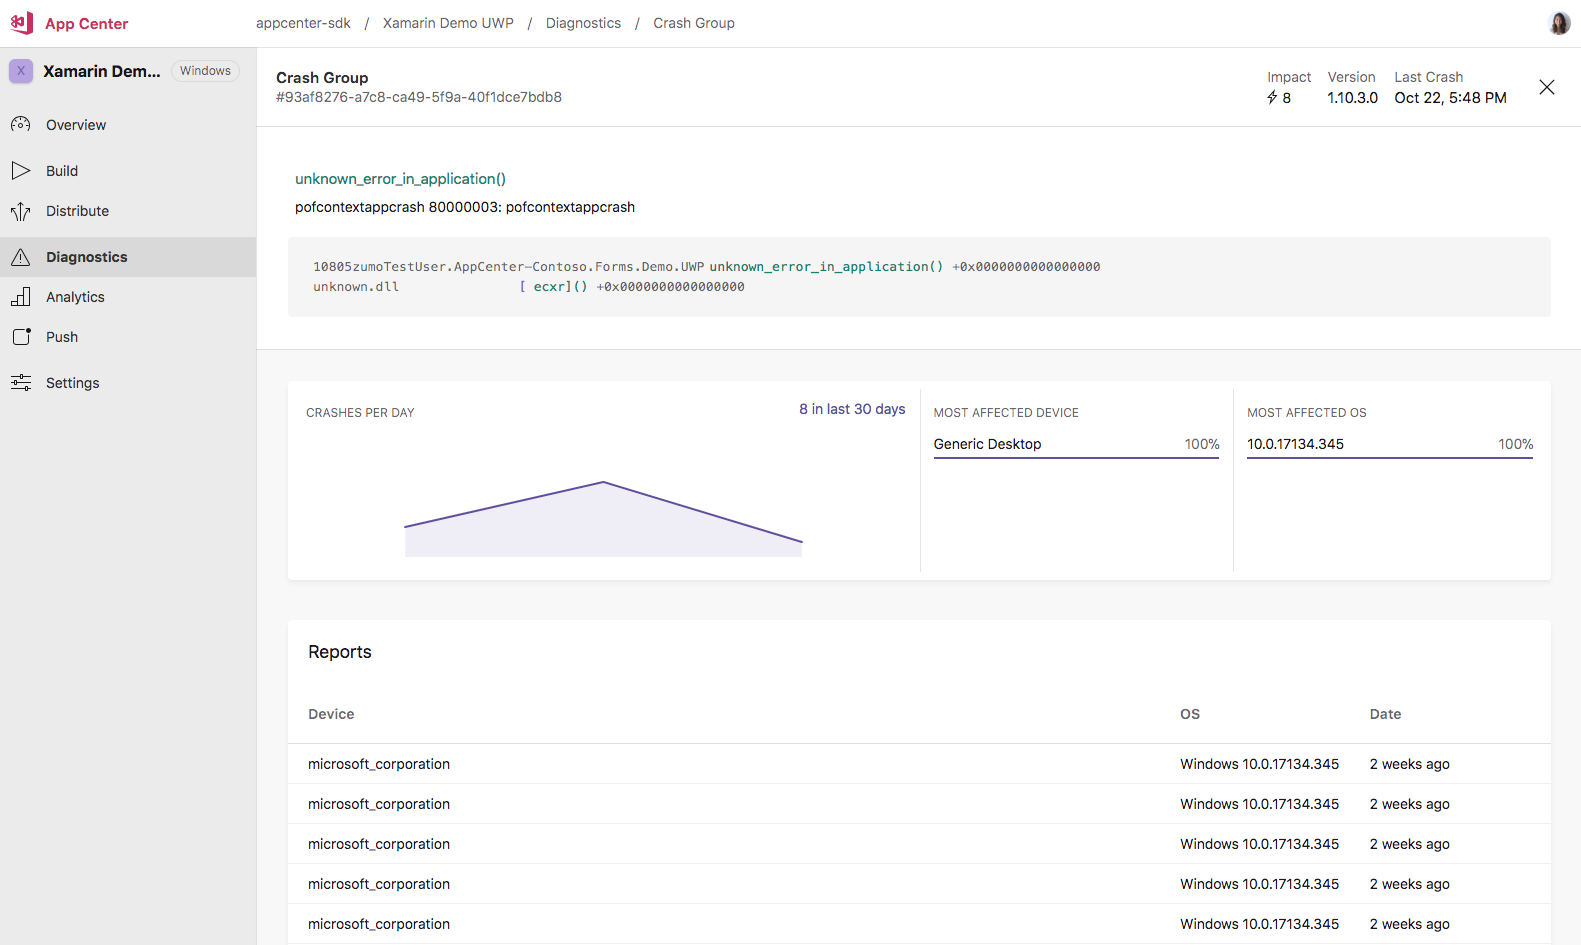 App Center
appcenter-sdk / Xamarin Demo UWP / Diagnostics / Crash Group
X Xamarin Dem... Windows
Overview
Build
Distribute
Diagnostics
Analytics
Push
Settings
Crash Group
#93af8276-a7c8-ca49-5f9a-40f1dce7bdb8
Impact Version Last Crash
8 1.10.3.0 Oct 22, 5:48 PM
unknown_error_in_application()
pofcontextappcrash 80000003: pofcontextappcrash
10805zumoTestUser.AppCenter-Contoso.Forms.Demo.UWP unknown_error_in_application() +0x0000000000000000
unknown.dll [ ecxr]() +0x0000000000000000
CRASHES PER DAY 8 in last 30 days
MOST AFFECTED DEVICE
Generic Desktop 100%
MOST AFFECTED OS
10.0.17134.345 100%
Reports
Device OS Date
microsoft_corporation Windows 10.0.17134.345 2 weeks ago
microsoft_corporation Windows 10.0.17134.345 2 weeks ago
microsoft_corporation Windows 10.0.17134.345 2 weeks ago
microsoft_corporation Windows 10.0.17134.345 2 weeks ago
microsoft_corporation Windows 10.0.17134.345 2 weeks ago